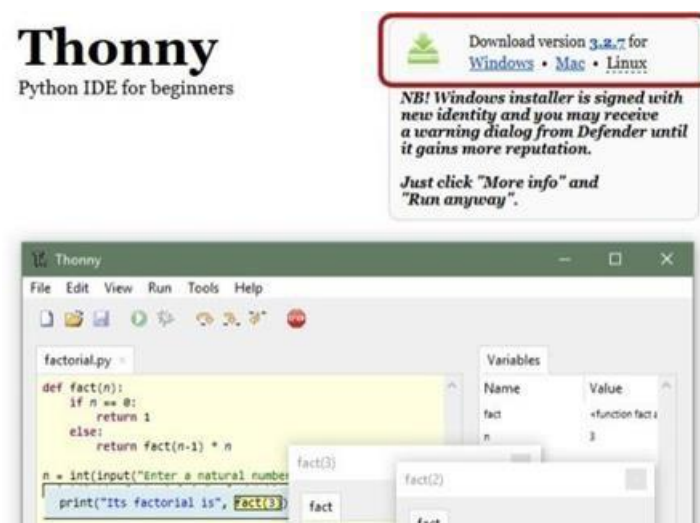 Thonny
Python IDE for beginners
Download version 3.2.7 for
Windows • Mac • Linux
NB! Windows installer is signed with
new identity and you may receive
a warning dialog from Defender until
it gains more reputation.
Just click "More info" and
"Run anyway".
Thonny
File Edit View Run Tools Help
factorial.py ×
def fact(n):
if n == 0:
return 1
else:
return fact(n-1) * n
n = int(input("Enter a natural number
print("Its factorial is", fact(3))
Variables
Name Value
fact <function fact a
n 3
fact(3)
fact
fact(2)
fact